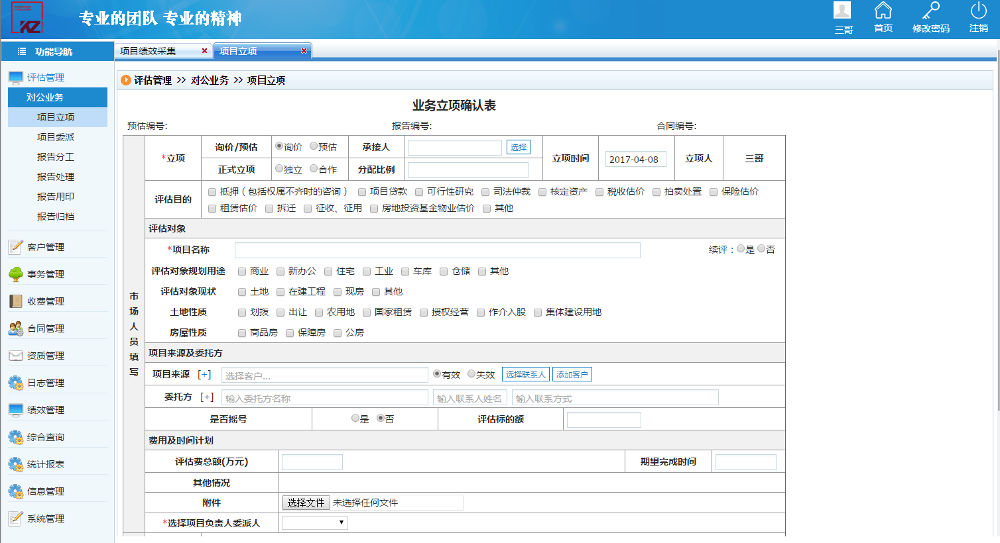 KZ
专业的团队 专业的精神
三哥
首页
修改密码
注销
功能导航
项目绩效采集
项目立项
评估管理
对公业务
项目立项
项目委派
报告分工
报告处理
报告用印
报告归档
客户管理
事务管理
收费管理
合同管理
资质管理
日志管理
绩效管理
综合查询
统计报表
信息管理
系统管理
评估管理 >> 对公业务 >> 项目立项
业务立项确认表
预估编号: 报告编号: 合同编号:
市场人员填写
*立项 询价/预估 询价 预估 承接人 选择 立项时间 2017-04-08 立项人 三哥
正式立项 独立 合作 分配比例
评估目的 抵押（包括权属不齐时的咨询） 项目贷款 可行性研究 司法仲裁 核定资产 税收估价 拍卖处置 保险估价
租赁估价 拆迁 征收、征用 房地投资基金物业估价 其他
评估对象
*项目名称 续评：是 否
评估对象规划用途 商业 新办公 住宅 工业 车库 仓储 其他
评估对象现状 土地 在建工程 现房 其他
土地性质 划拨 出让 农用地 国家租赁 授权经营 作介入股 集体建设用地
房屋性质 商品房 保障房 公房
项目来源及委托方
项目来源 [+] 选择客户... 有效 失效 选择联系人 添加客户
委托方 [+] 输入委托方名称 输入联系人姓名 输入联系方式
是否摇号 是 否 评估标的额
费用及时间计划
评估费总额(万元) 期望完成时间
其他情况
附件 选择文件 未选择任何文件
*选择项目负责人委派人